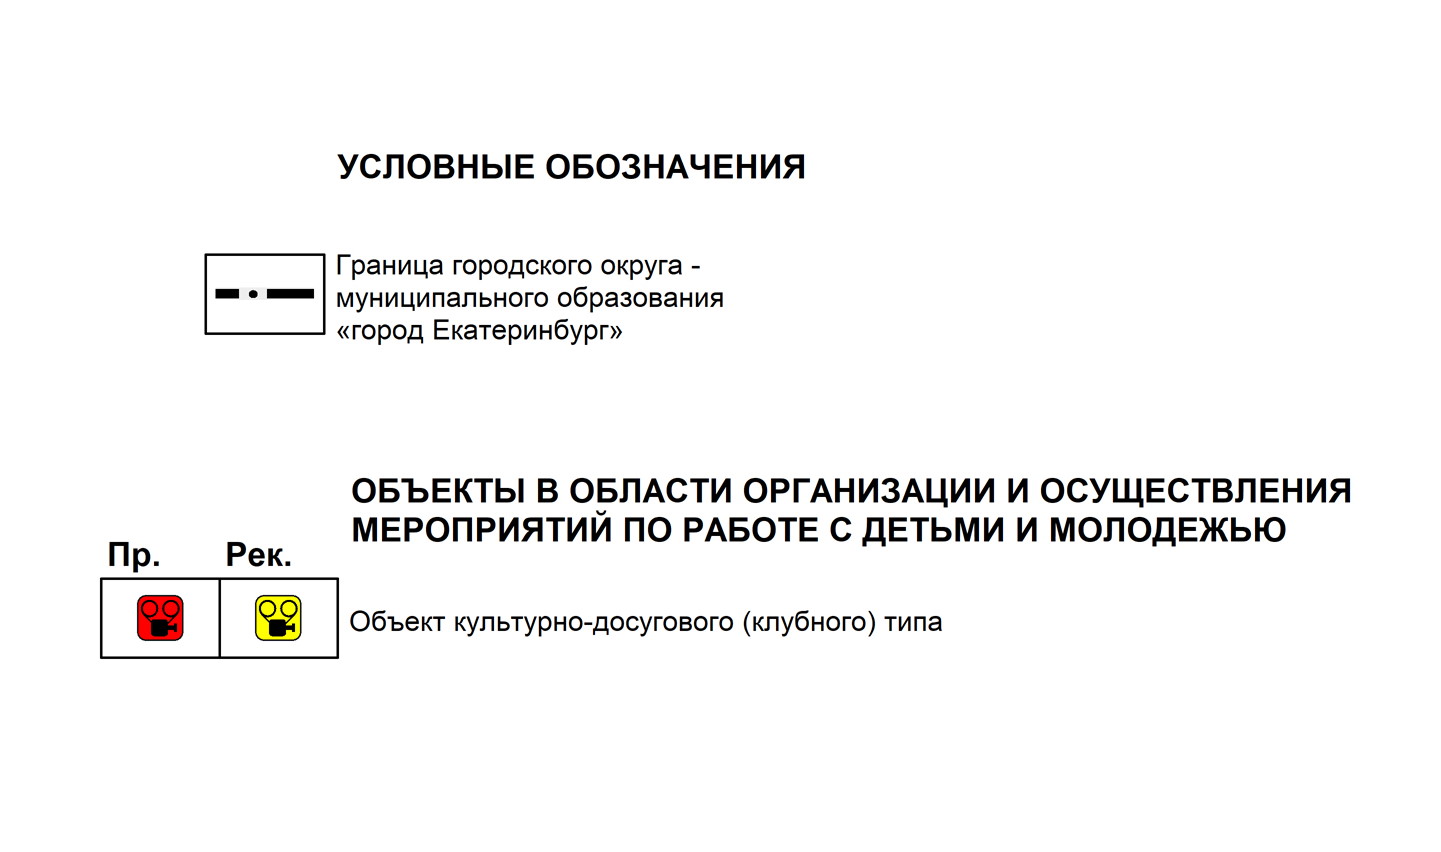 УСЛОВНЫЕ ОБОЗНАЧЕНИЯ
Граница городского округа -
муниципального образования
«город Екатеринбург»
ОБЪЕКТЫ В ОБЛАСТИ ОРГАНИЗАЦИИ И ОСУЩЕСТВЛЕНИЯ
МЕРОПРИЯТИЙ ПО РАБОТЕ С ДЕТЬМИ И МОЛОДЕЖЬЮ
Пр. Рек.
Объект культурно-досугового (клубного) типа